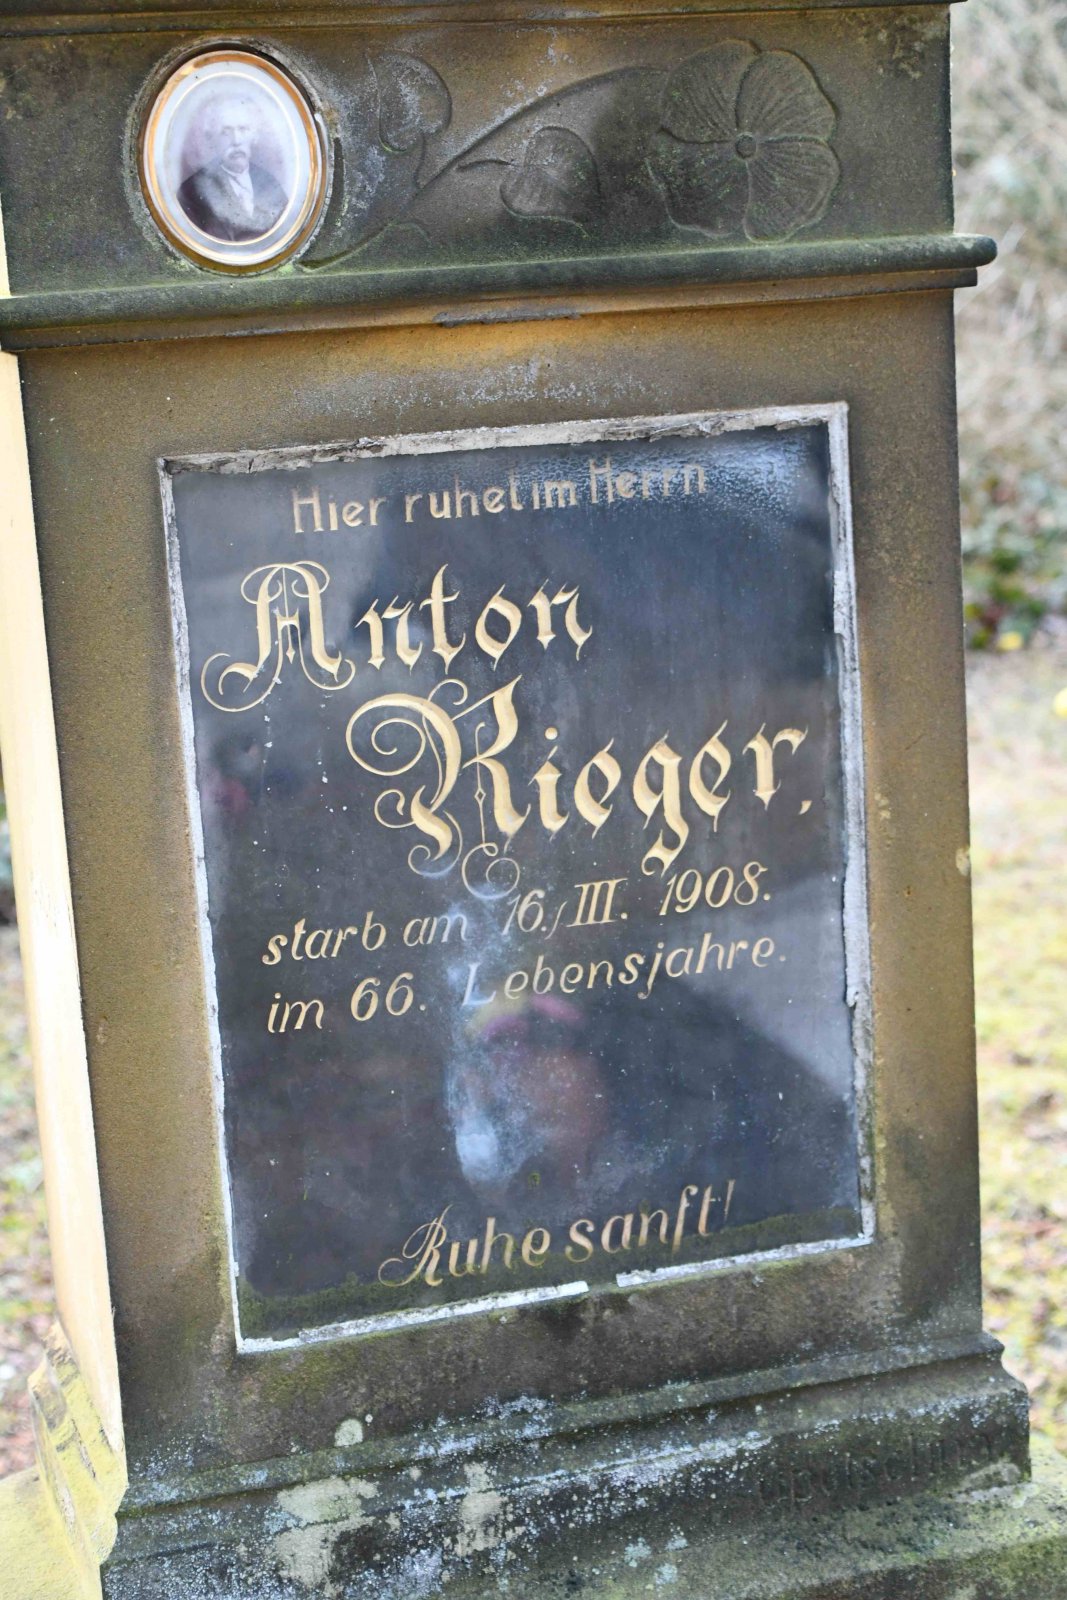 Hier ruhet im Herrn
Anton
Rieger,
starb am 16./III. 1908.
im 66. Lebensjahre.
Ruhe sanft!